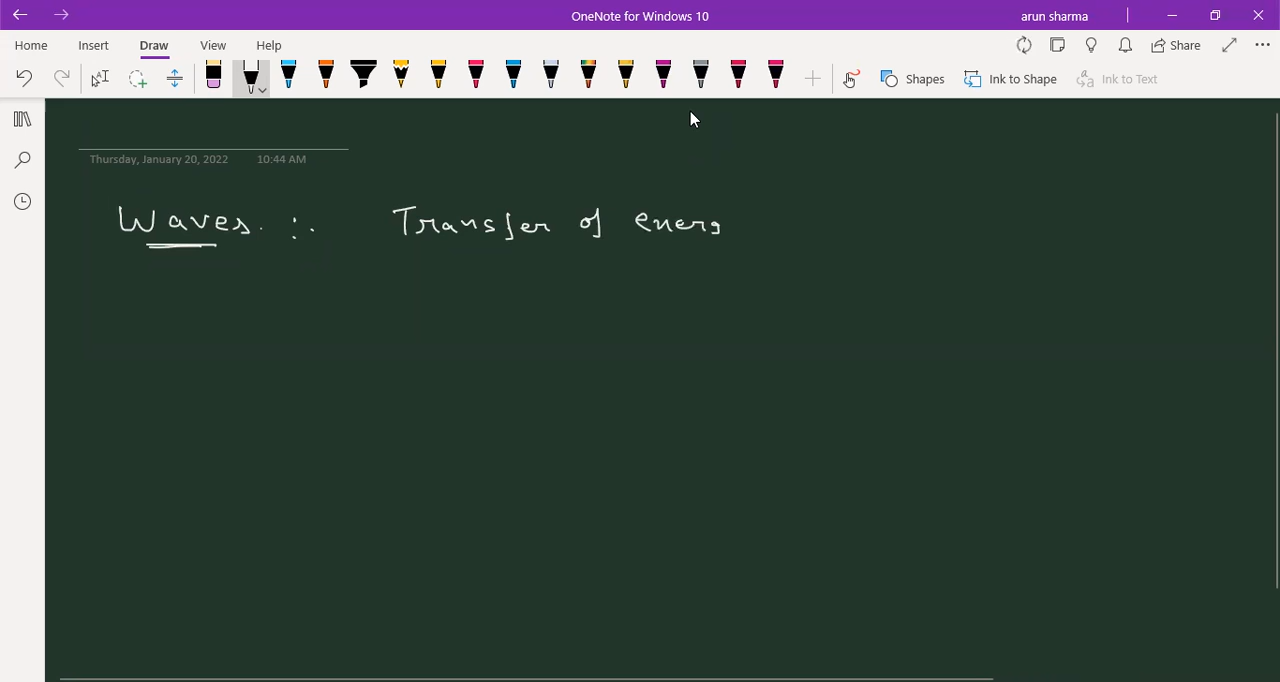 OneNote for Windows 10
arun sharma
Home Insert Draw View Help
Share
Shapes Ink to Shape Ink to Text
Thursday, January 20, 2022 10:44 AM
Waves. :. Transfer of energ